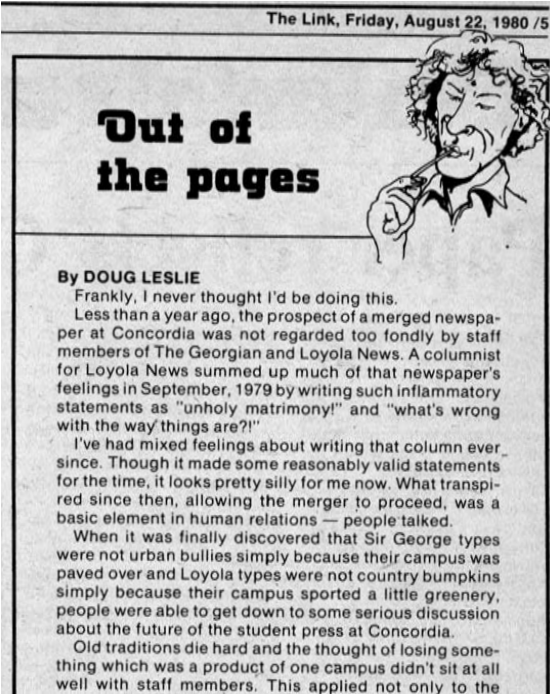 The Link, Friday, August 22, 1980 /5
Out of
the pages
By DOUG LESLIE
Frankly, I never thought I'd be doing this.
Less than a year ago, the prospect of a merged newspa-
per at Concordia was not regarded too fondly by staff
members of The Georgian and Loyola News. A columnist
for Loyola News summed up much of that newspaper's
feelings in September, 1979 by writing such inflammatory
statements as "unholy matrimony!" and "what's wrong
with the way things are?!"
I've had mixed feelings about writing that column ever
since. Though it made some reasonably valid statements
for the time, it looks pretty silly for me now. What transpi-
red since then, allowing the merger to proceed, was a
basic element in human relations — people talked.
When it was finally discovered that Sir George types
were not urban bullies simply because their campus was
paved over and Loyola types were not country bumpkins
simply because their campus sported a little greenery,
people were able to get down to some serious discussion
about the future of the student press at Concordia.
Old traditions die hard and the thought of losing some-
thing which was a product of one campus didn't sit at all
well with staff members. This applied not only to the